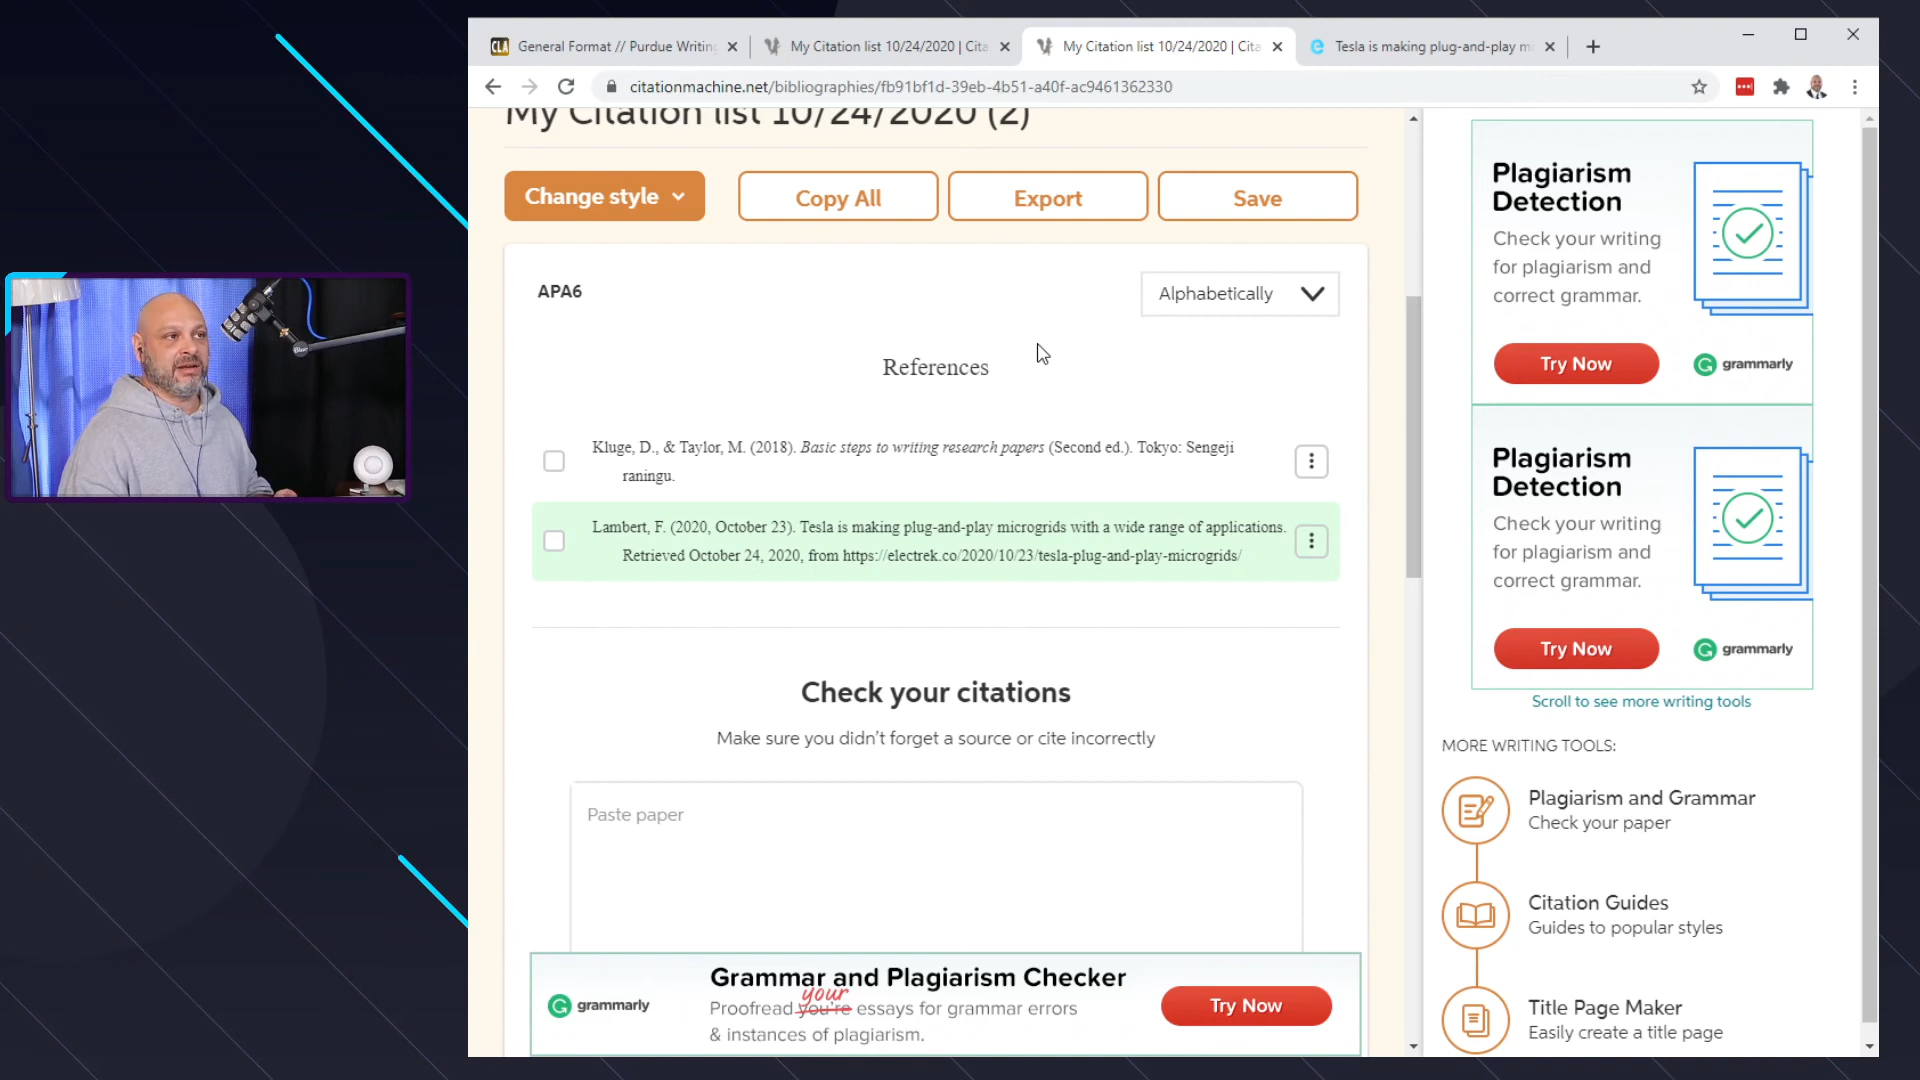 CLA General Format // Purdue Writing
My Citation list 10/24/2020 | Cita
My Citation list 10/24/2020 | Cita
Tesla is making plug-and-play m
citationmachine.net/bibliographies/fb91bf1d-39eb-4b51-a40f-ac9461362330
My Citation list 10/24/2020 (2)
Change style
Copy All
Export
Save
APA6
Alphabetically
References
Kluge, D., & Taylor, M. (2018). Basic steps to writing research papers (Second ed.). Tokyo: Sengeji
raningu.
Lambert, F. (2020, October 23). Tesla is making plug-and-play microgrids with a wide range of applications.
Retrieved October 24, 2020, from https://electrek.co/2020/10/23/tesla-plug-and-play-microgrids/
Check your citations
Make sure you didn't forget a source or cite incorrectly
Paste paper
grammarly
Grammar and Plagiarism Checker
your
Proofread you're essays for grammar errors
& instances of plagiarism.
Try Now
Plagiarism
Detection
Check your writing
for plagiarism and
correct grammar.
Try Now
grammarly
Plagiarism
Detection
Check your writing
for plagiarism and
correct grammar.
Try Now
grammarly
Scroll to see more writing tools
MORE WRITING TOOLS:
Plagiarism and Grammar
Check your paper
Citation Guides
Guides to popular styles
Title Page Maker
Easily create a title page